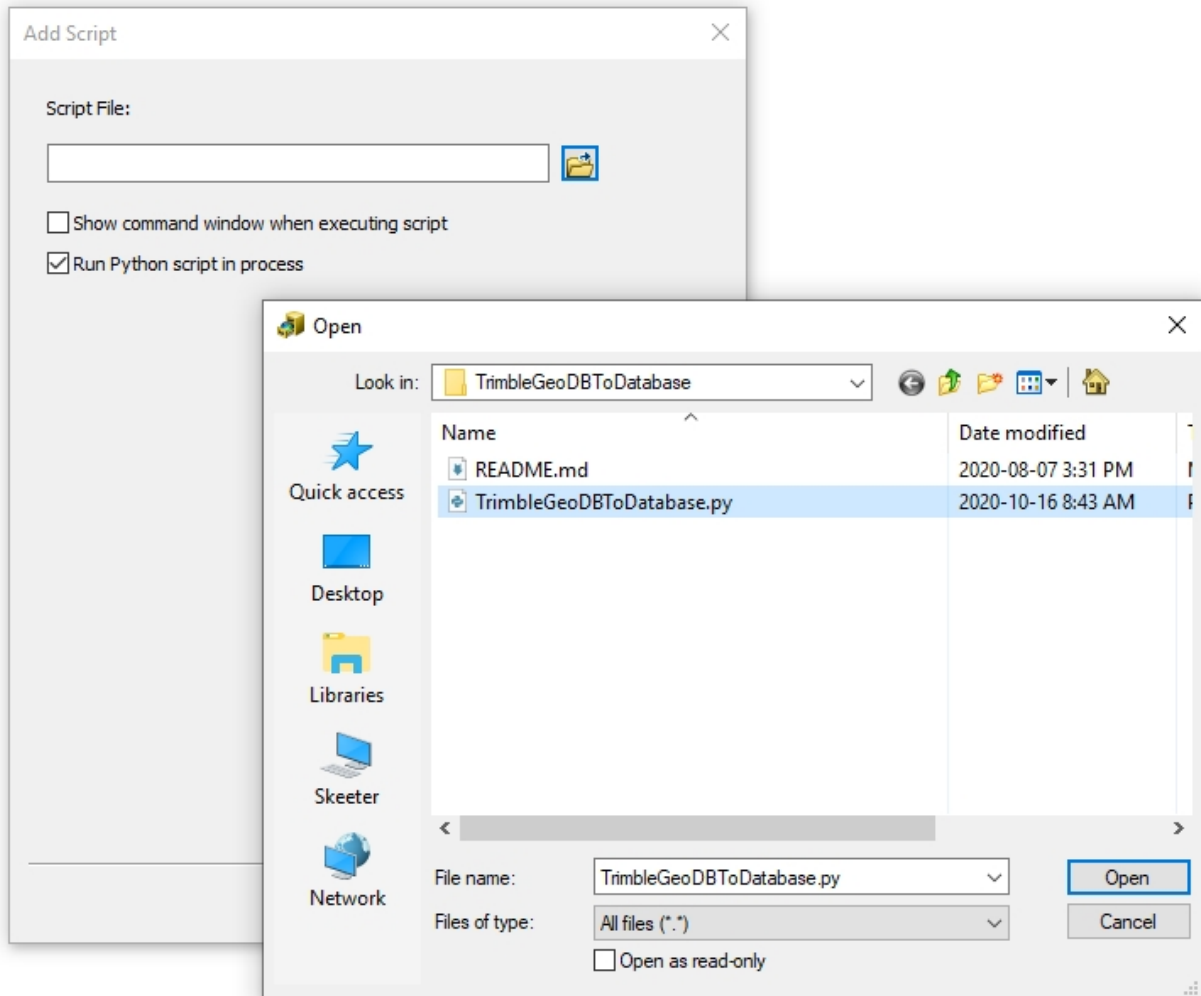 Add Script
Script File:
Show command window when executing script
Run Python script in process
Open
Look in: TrimbleGeoDBToDatabase
Name Date modified
README.md 2020-08-07 3:31 PM
TrimbleGeoDBToDatabase.py 2020-10-16 8:43 AM
Quick access
Desktop
Libraries
Skeeter
Network
File name: TrimbleGeoDBToDatabase.py Open
Files of type: All files (*.*) Cancel
Open as read-only